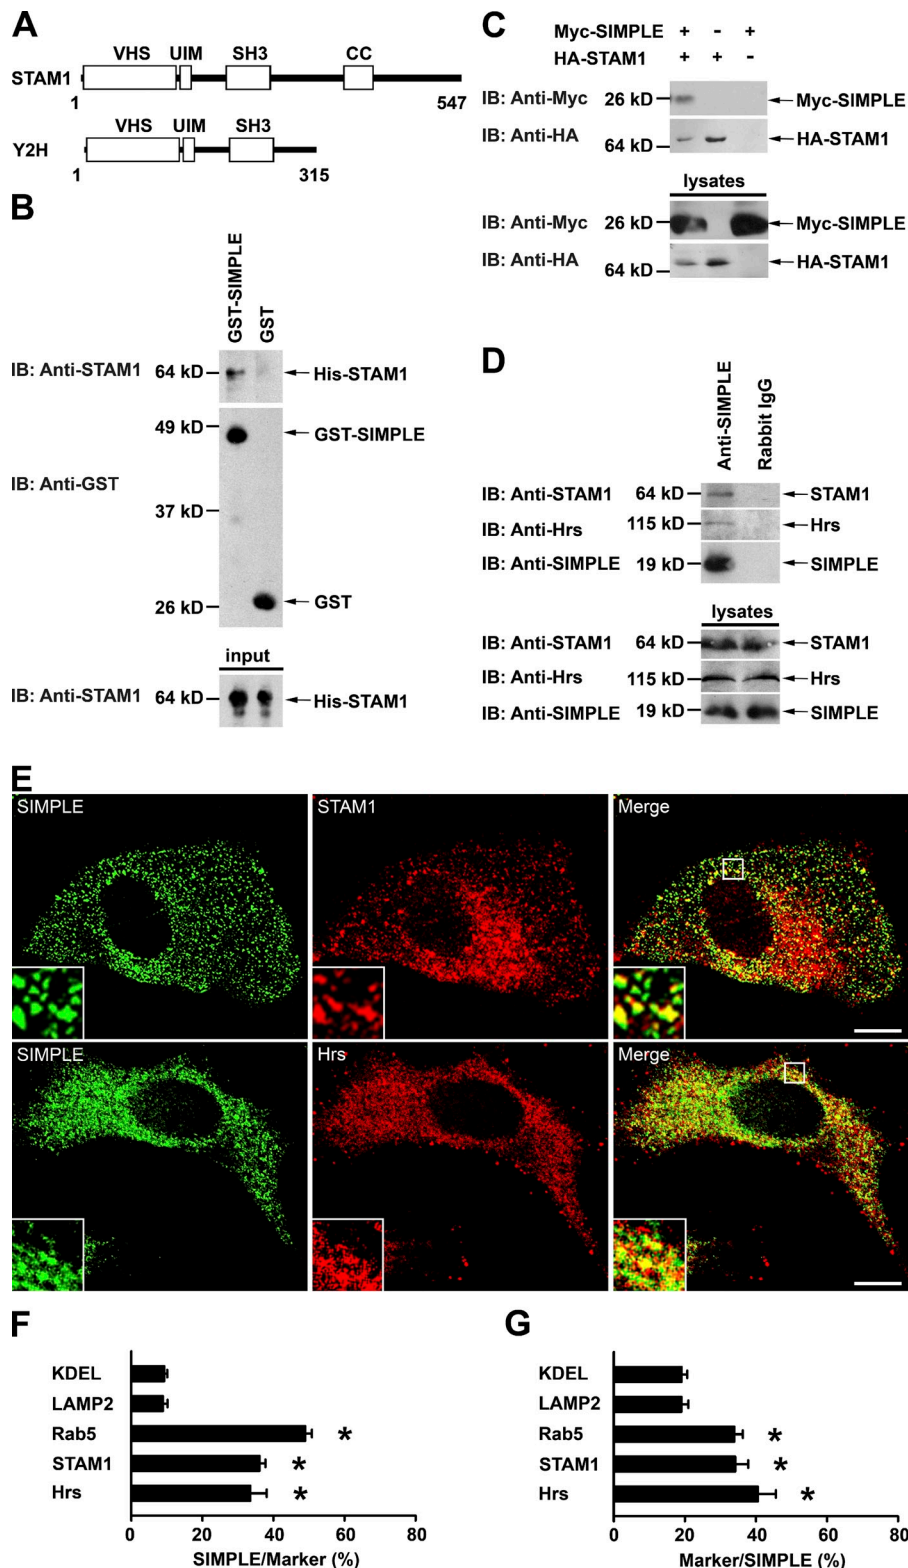 A
VHS UIM SH3 CC
STAM1
1 547
VHS UIM SH3
Y2H
1 315
B
GST-SIMPLE
GST
IB: Anti-STAM1 64 kD His-STAM1
49 kD GST-SIMPLE
IB: Anti-GST
37 kD
26 kD GST
input
IB: Anti-STAM1 64 kD His-STAM1
C
Myc-SIMPLE + - +
HA-STAM1 + + -
IB: Anti-Myc 26 kD Myc-SIMPLE
IB: Anti-HA 64 kD HA-STAM1
lysates
IB: Anti-Myc 26 kD Myc-SIMPLE
IB: Anti-HA 64 kD HA-STAM1
D
Anti-SIMPLE
Rabbit IgG
IB: Anti-STAM1 64 kD STAM1
IB: Anti-Hrs 115 kD Hrs
IB: Anti-SIMPLE 19 kD SIMPLE
lysates
IB: Anti-STAM1 64 kD STAM1
IB: Anti-Hrs 115 kD Hrs
IB: Anti-SIMPLE 19 kD SIMPLE
E
SIMPLE STAM1 Merge
SIMPLE Hrs Merge
F
KDEL
LAMP2
Rab5 *
STAM1 *
Hrs *
0 20 40 60 80
SIMPLE/Marker (%)
G
KDEL
LAMP2
Rab5 *
STAM1 *
Hrs *
0 20 40 60 80
Marker/SIMPLE (%)